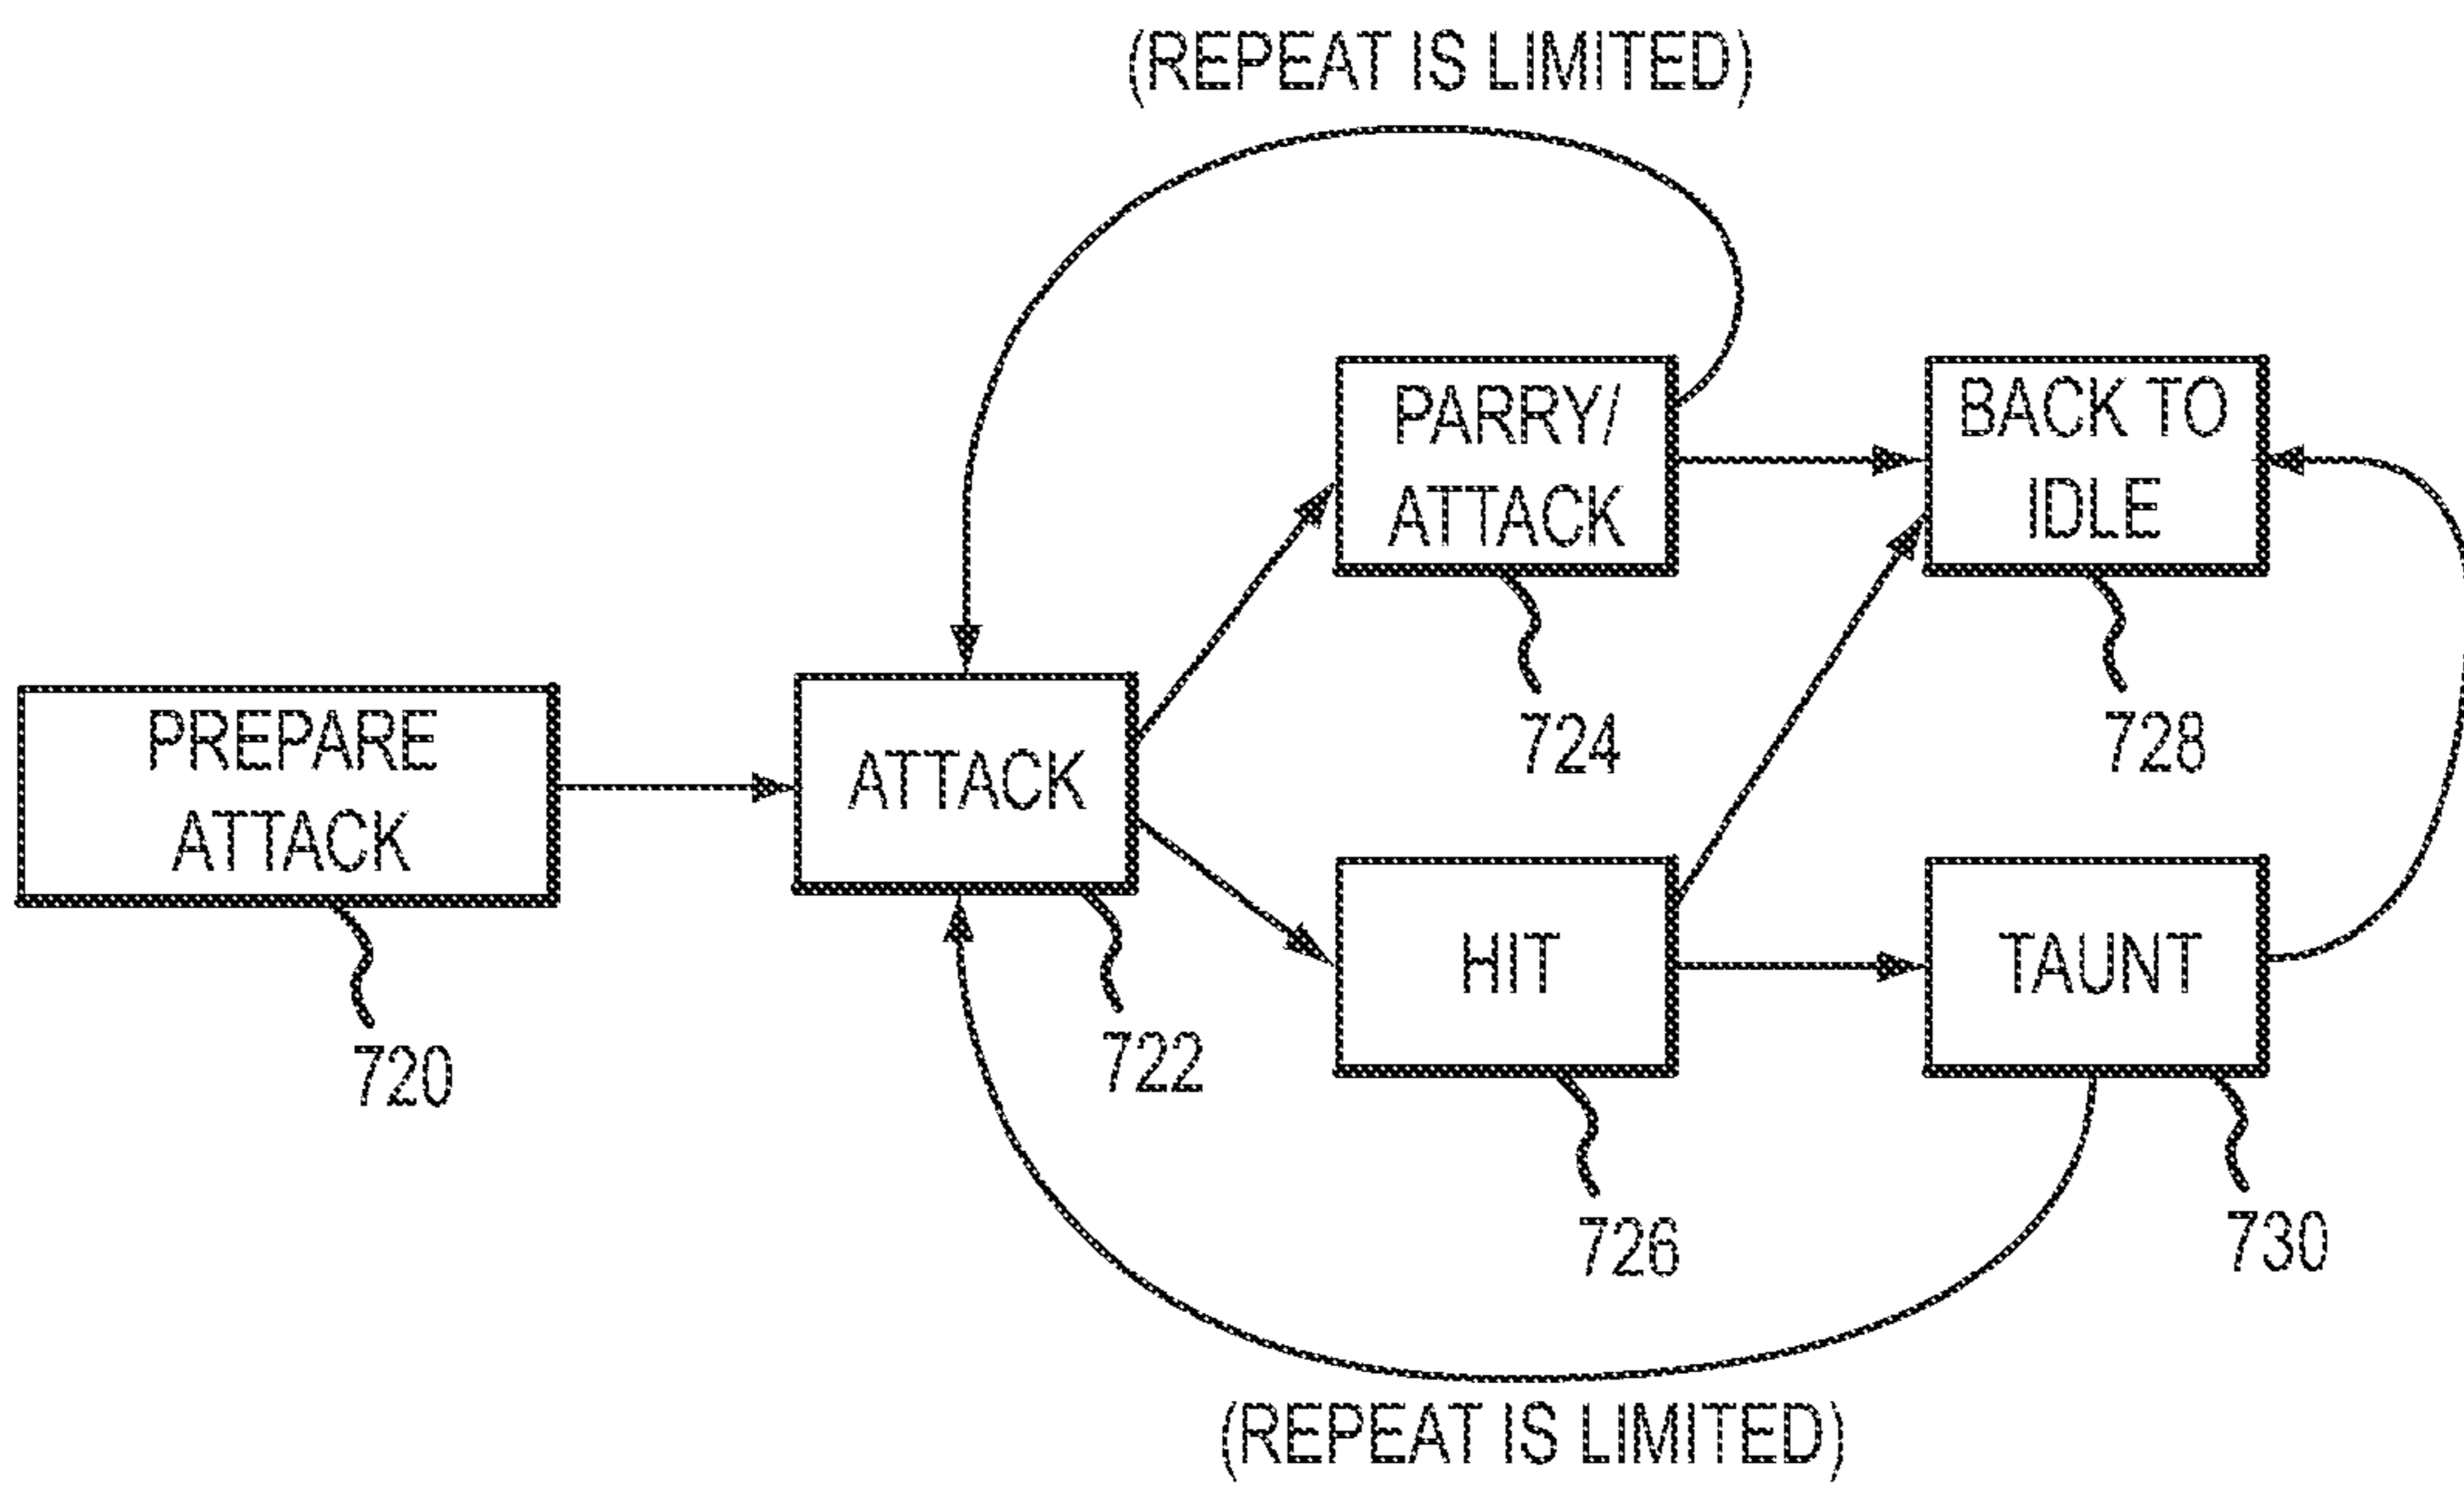 (REPEAT IS LIMITED)
PARRY/
ATTACK
724
BACK TO
IDLE
728
PREPARE
ATTACK
720
ATTACK
722
HIT
726
TAUNT
730
(REPEAT IS LIMITED)